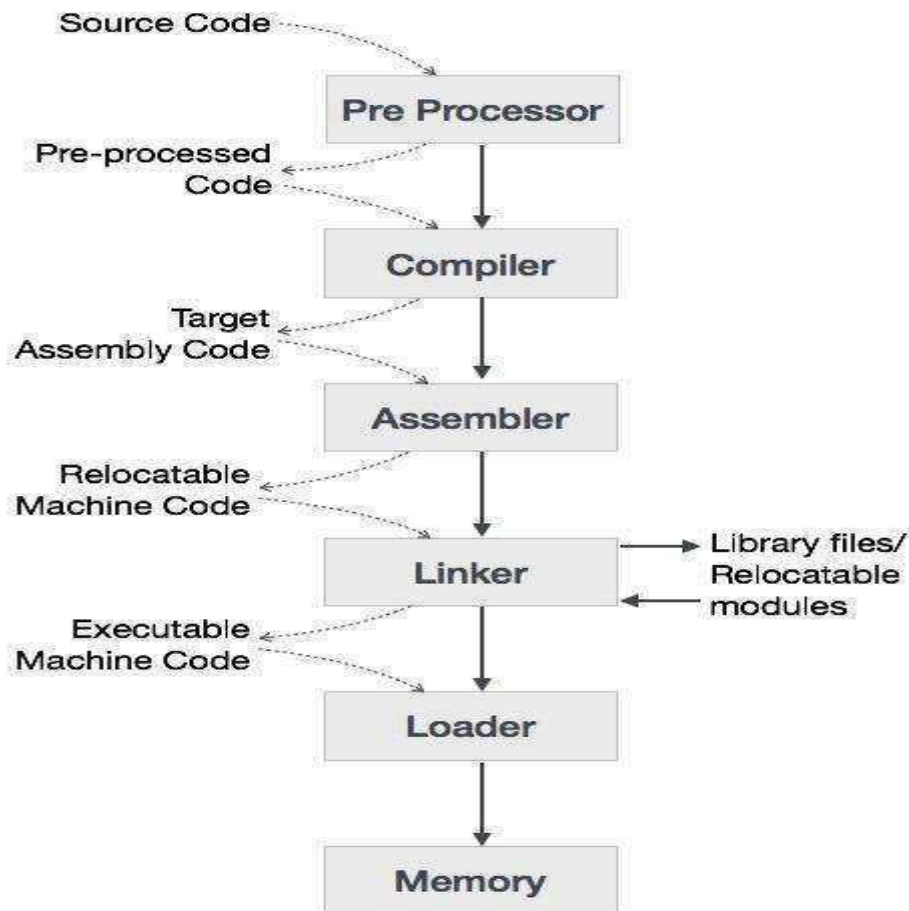 Source Code
Pre Processor
Pre-processed
Code
Compiler
Target
Assembly Code
Assembler
Relocatable
Machine Code
Linker
Library files/
Relocatable
modules
Executable
Machine Code
Loader
Memory